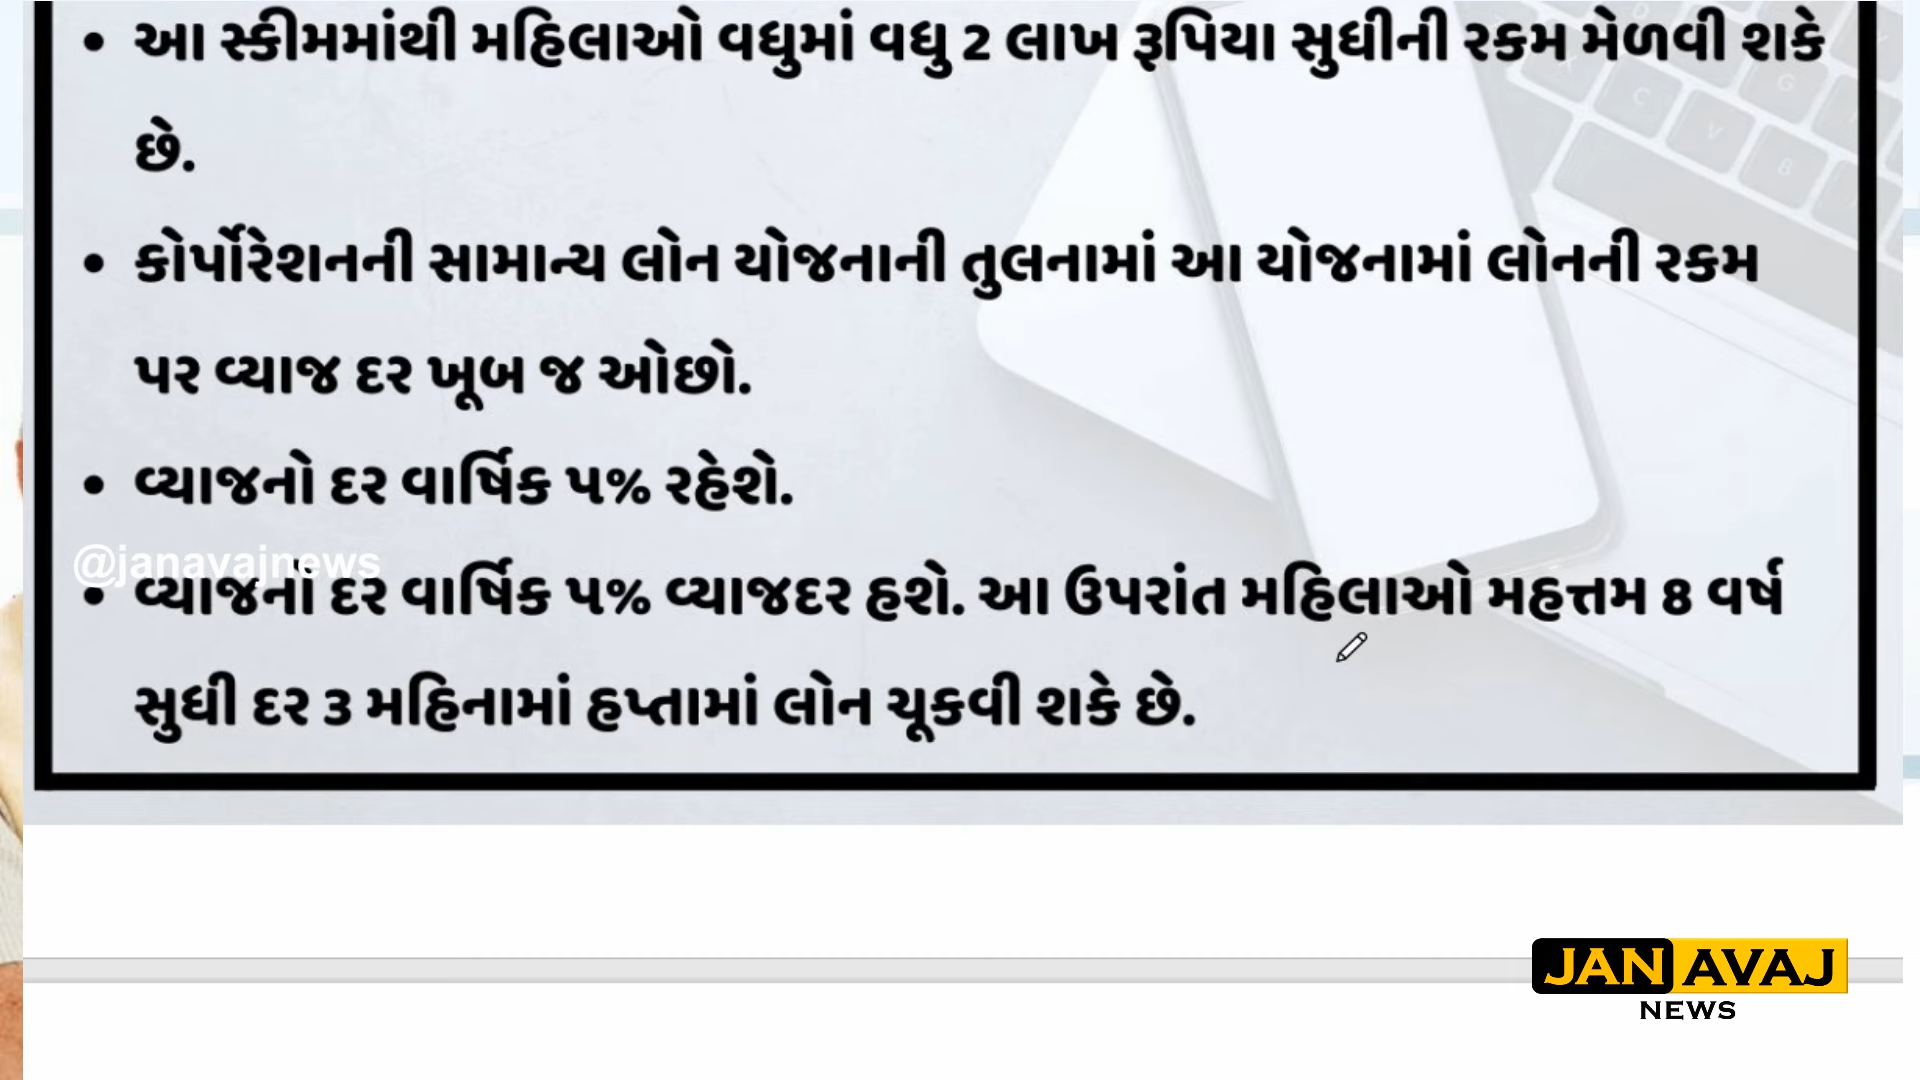 • આ સ્કીમમાંથી મહિલાઓ વધુમાં વધુ 2 લાખ રૂપિયા સુધીની રકમ મેળવી શકે
છે.
• કોર્પોરેશનની સામાન્ય લોન યોજનાની તુલનામાં આ યોજનામાં લોનની રકમ
પર વ્યાજ દર ખૂબ જ ઓછો.
• વ્યાજનો દર વાર્ષિક ૫% રહેશે.
@janavajnews
• વ્યાજનો દર વાર્ષિક ૫% વ્યાજદર હશે. આ ઉપરાંત મહિલાઓ મહત્તમ 8 વર્ષ
સુધી દર ૩ મહિનામાં હપ્તામાં લોન ચૂકવી શકે છે.
JAN AVAJ
NEWS